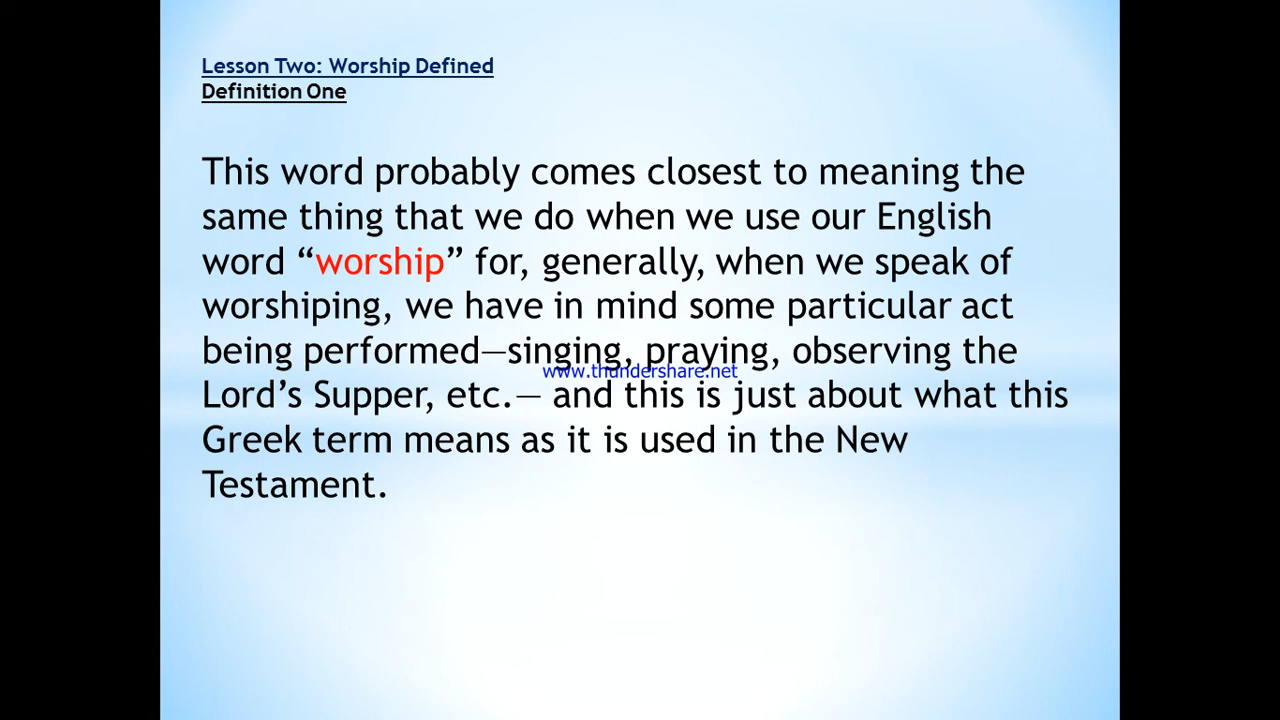 Lesson Two: Worship Defined
Definition One
This word probably comes closest to meaning the
same thing that we do when we use our English
word “worship” for, generally, when we speak of
worshiping, we have in mind some particular act
being performed—singing, praying, observing the
www.thundershare.net
Lord’s Supper, etc.— and this is just about what this
Greek term means as it is used in the New
Testament.